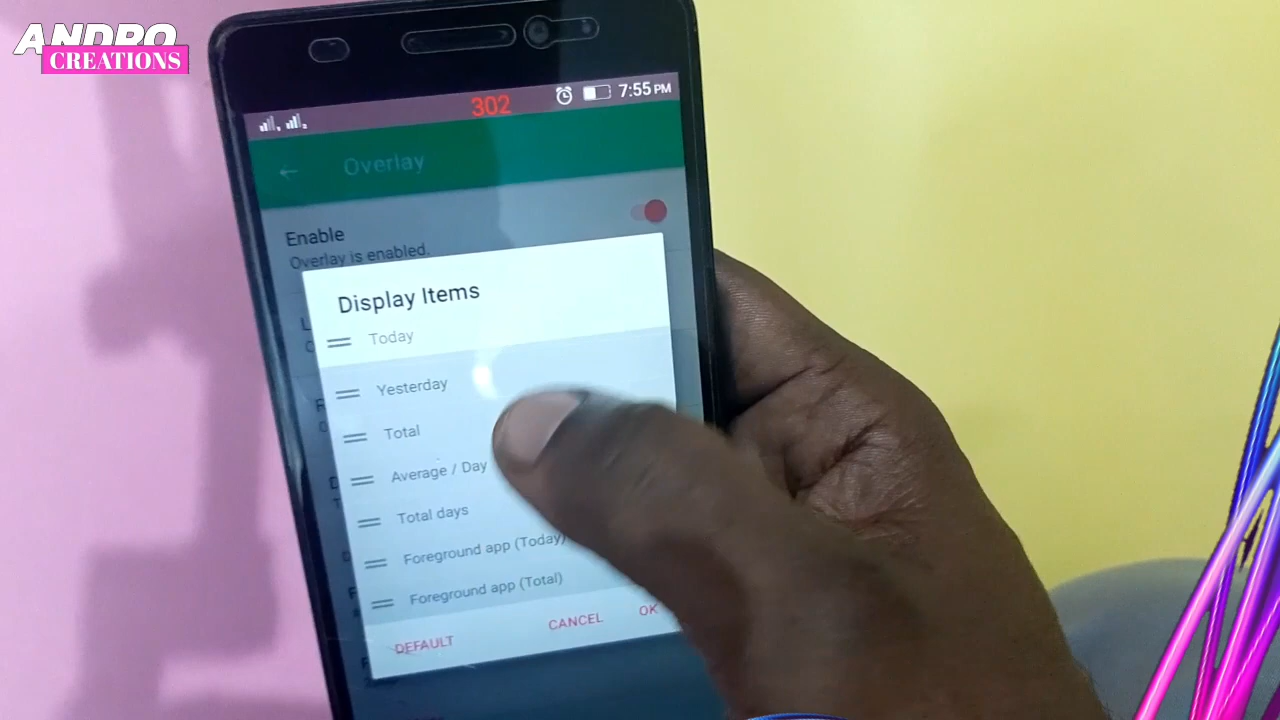 ANDRO
CREATIONS
302
7:55 PM
Overlay
Enable
Overlay is enabled.
Display Items
Today
Yesterday
Total
Average / Day
Total days
Foreground app (Today)
Foreground app (Total)
DEFAULT
CANCEL
OK